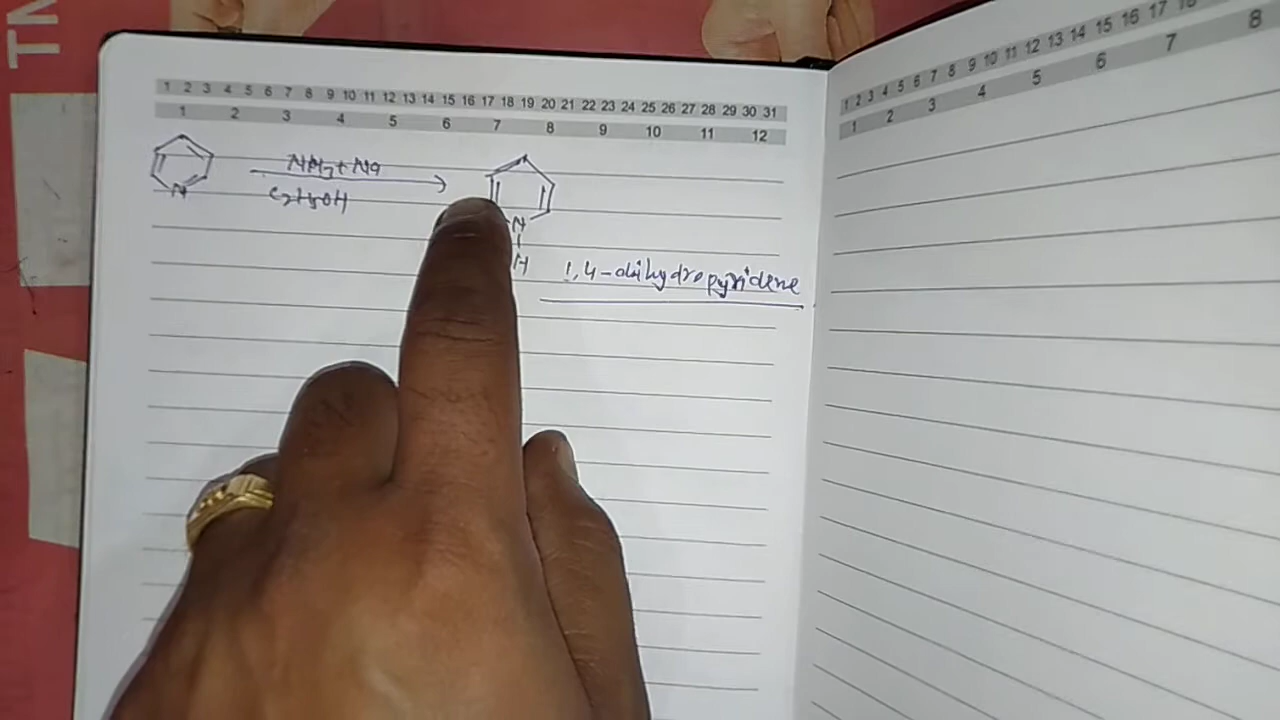 TM
1 2 3 4 5 6 7 8 9 10 11 12 13 14 15 16 17 18 19 20 21 22 23 24 25 26 27 28 29 30 31
1 2 3 4 5 6 7 8 9 10 11 12
N NH3+Na
C2H5OH
N
H
1,4-dihydropyridene
1 2 3 4 5 6 7 8 9 10 11 12 13 14 15 16 17 18
1 2 3 4 5 6 7 8